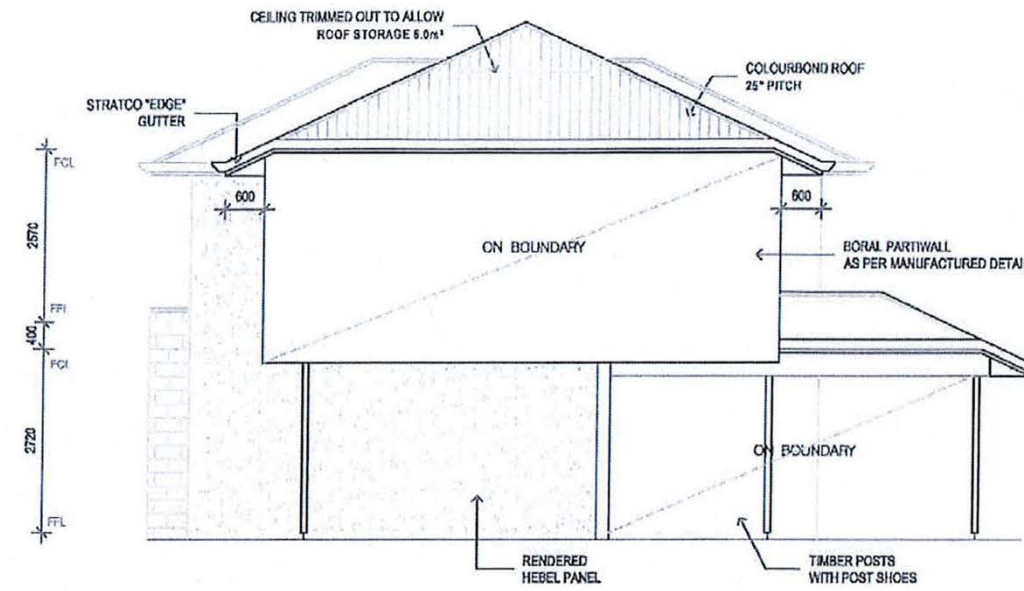 CEILING TRIMMED OUT TO ALLOW
ROOF STORAGE 6.0m³
COLOURBOND ROOF
25° PITCH
STRATCO "EDGE"
GUTTER
FCL
600
600
2570
ON BOUNDARY
BORAL PARTIWALL
AS PER MANUFACTURED DETAI
FFL
400
FCL
2720
ON BOUNDARY
FFL
RENDERED
HEBEL PANEL
TIMBER POSTS
WITH POST SHOES